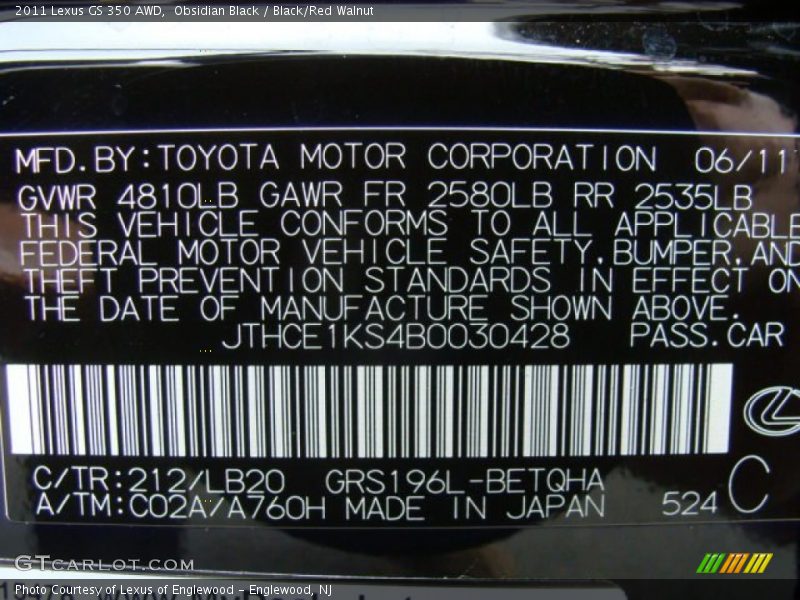 2011 Lexus GS 350 AWD, Obsidian Black / Black/Red Walnut
MFD.BY:TOYOTA MOTOR CORPORATION 06/11
GVWR 4810LB GAWR FR 2580LB RR 2535LB
THIS VEHICLE CONFORMS TO ALL APPLICABLE
FEDERAL MOTOR VEHICLE SAFETY,BUMPER,AND
THEFT PREVENTION STANDARDS IN EFFECT ON
THE DATE OF MANUFACTURE SHOWN ABOVE.
JTHCE1KS4B0030428 PASS.CAR
C/TR:212/LB20 GRS196L-BETQHA
A/TM:C02A/A760H MADE IN JAPAN 524 C
GTCARLOT.COM
Photo Courtesy of Lexus of Englewood - Englewood, NJ